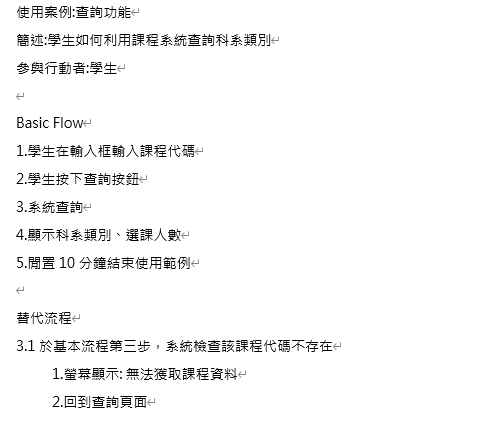 使用案例:查詢功能
簡述:學生如何利用課程系統查詢科系類別
參與行動者:學生
Basic Flow
1.學生在輸入框輸入課程代碼
2.學生按下查詢按鈕
3.系統查詢
4.顯示科系類別、選課人數
5.閒置 10 分鐘結束使用範例
替代流程
3.1 於基本流程第三步，系統檢查該課程代碼不存在
1.螢幕顯示: 無法獲取課程資料
2.回到查詢頁面